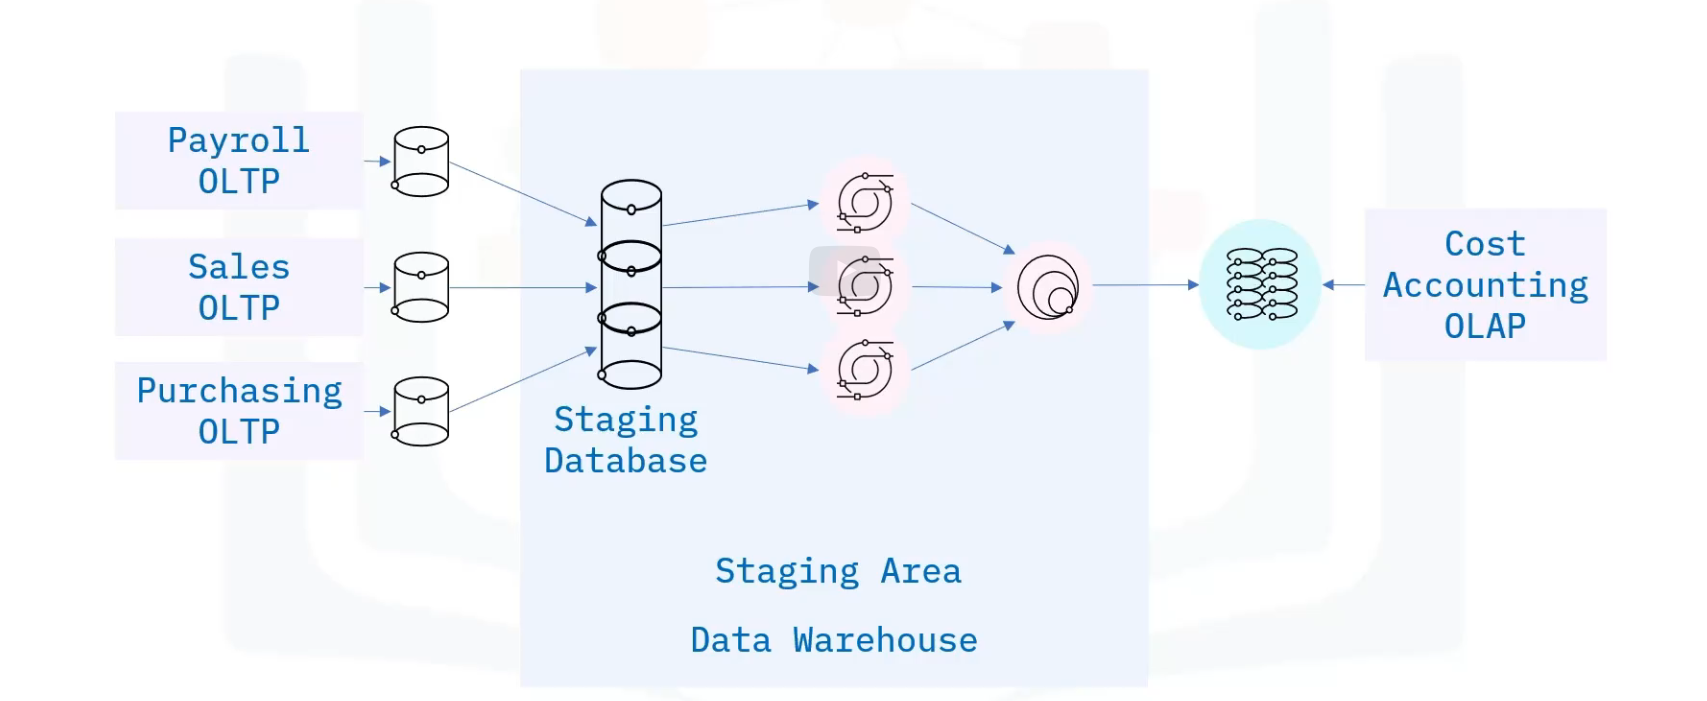 Payroll
OLTP
Sales
OLTP
Purchasing
OLTP
Staging
Database
Staging Area
Data Warehouse
Cost
Accounting
OLAP